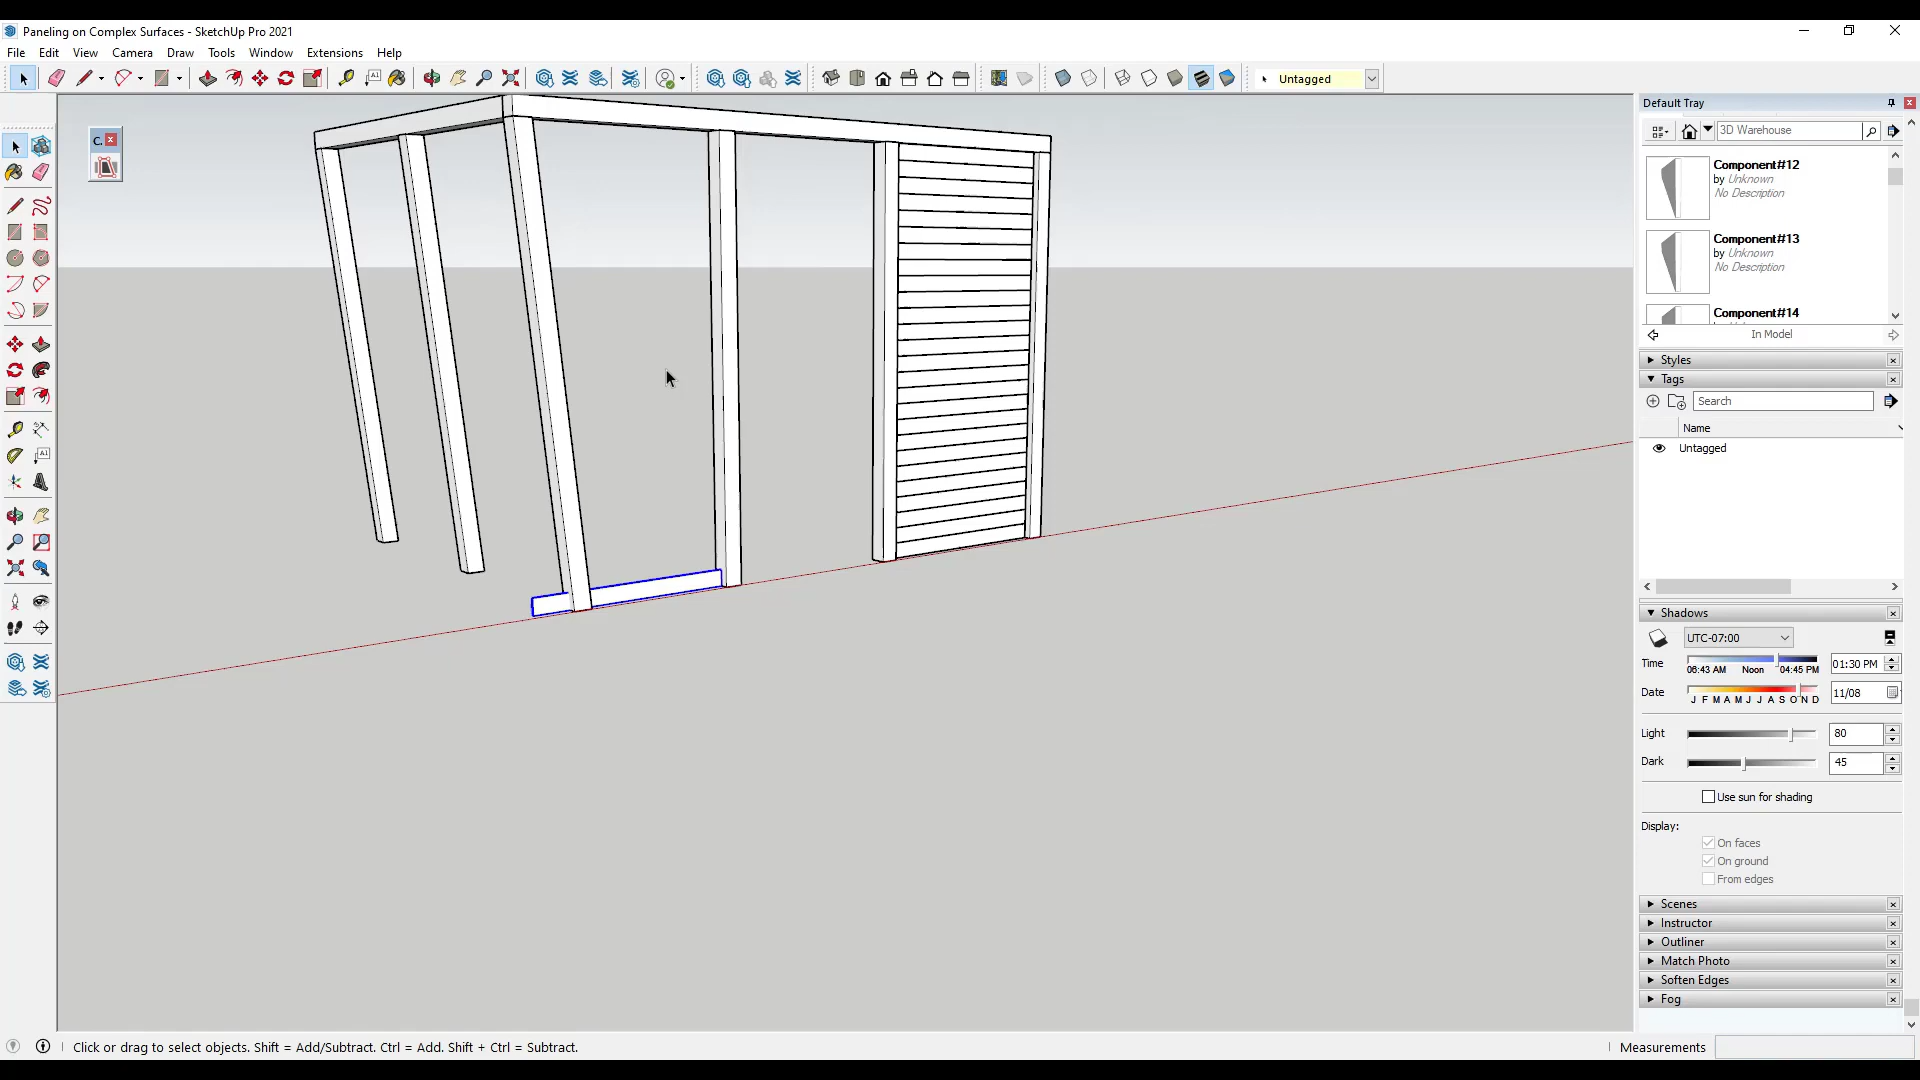 Paneling on Complex Surfaces - SketchUp Pro 2021
File Edit View Camera Draw Tools Window Extensions Help
Untagged
Default Tray
3D Warehouse
Component#12
by Unknown
No Description
Component#13
by Unknown
No Description
Component#14
In Model
Styles
Tags
Search
Name
Untagged
Shadows
UTC-07:00
Time
06:43 AM Noon 04:45 PM
01:30 PM
Date
J F M A M J J A S O N D
11/08
Light
80
Dark
45
Use sun for shading
Display:
On faces
On ground
From edges
Scenes
Instructor
Outliner
Match Photo
Soften Edges
Fog
C.
A1
A1
Click or drag to select objects. Shift = Add/Subtract. Ctrl = Add. Shift + Ctrl = Subtract.
Measurements